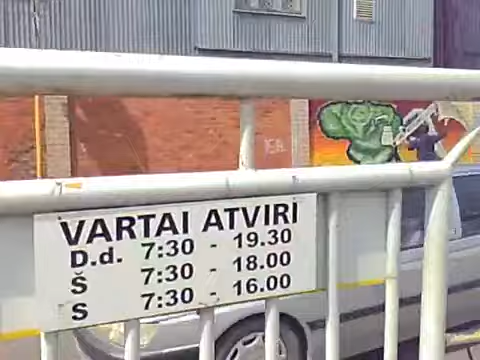 VARTAI ATVIRI
D.d. 7:30 - 19.30
Š 7:30 - 18.00
S 7:30 - 16.00